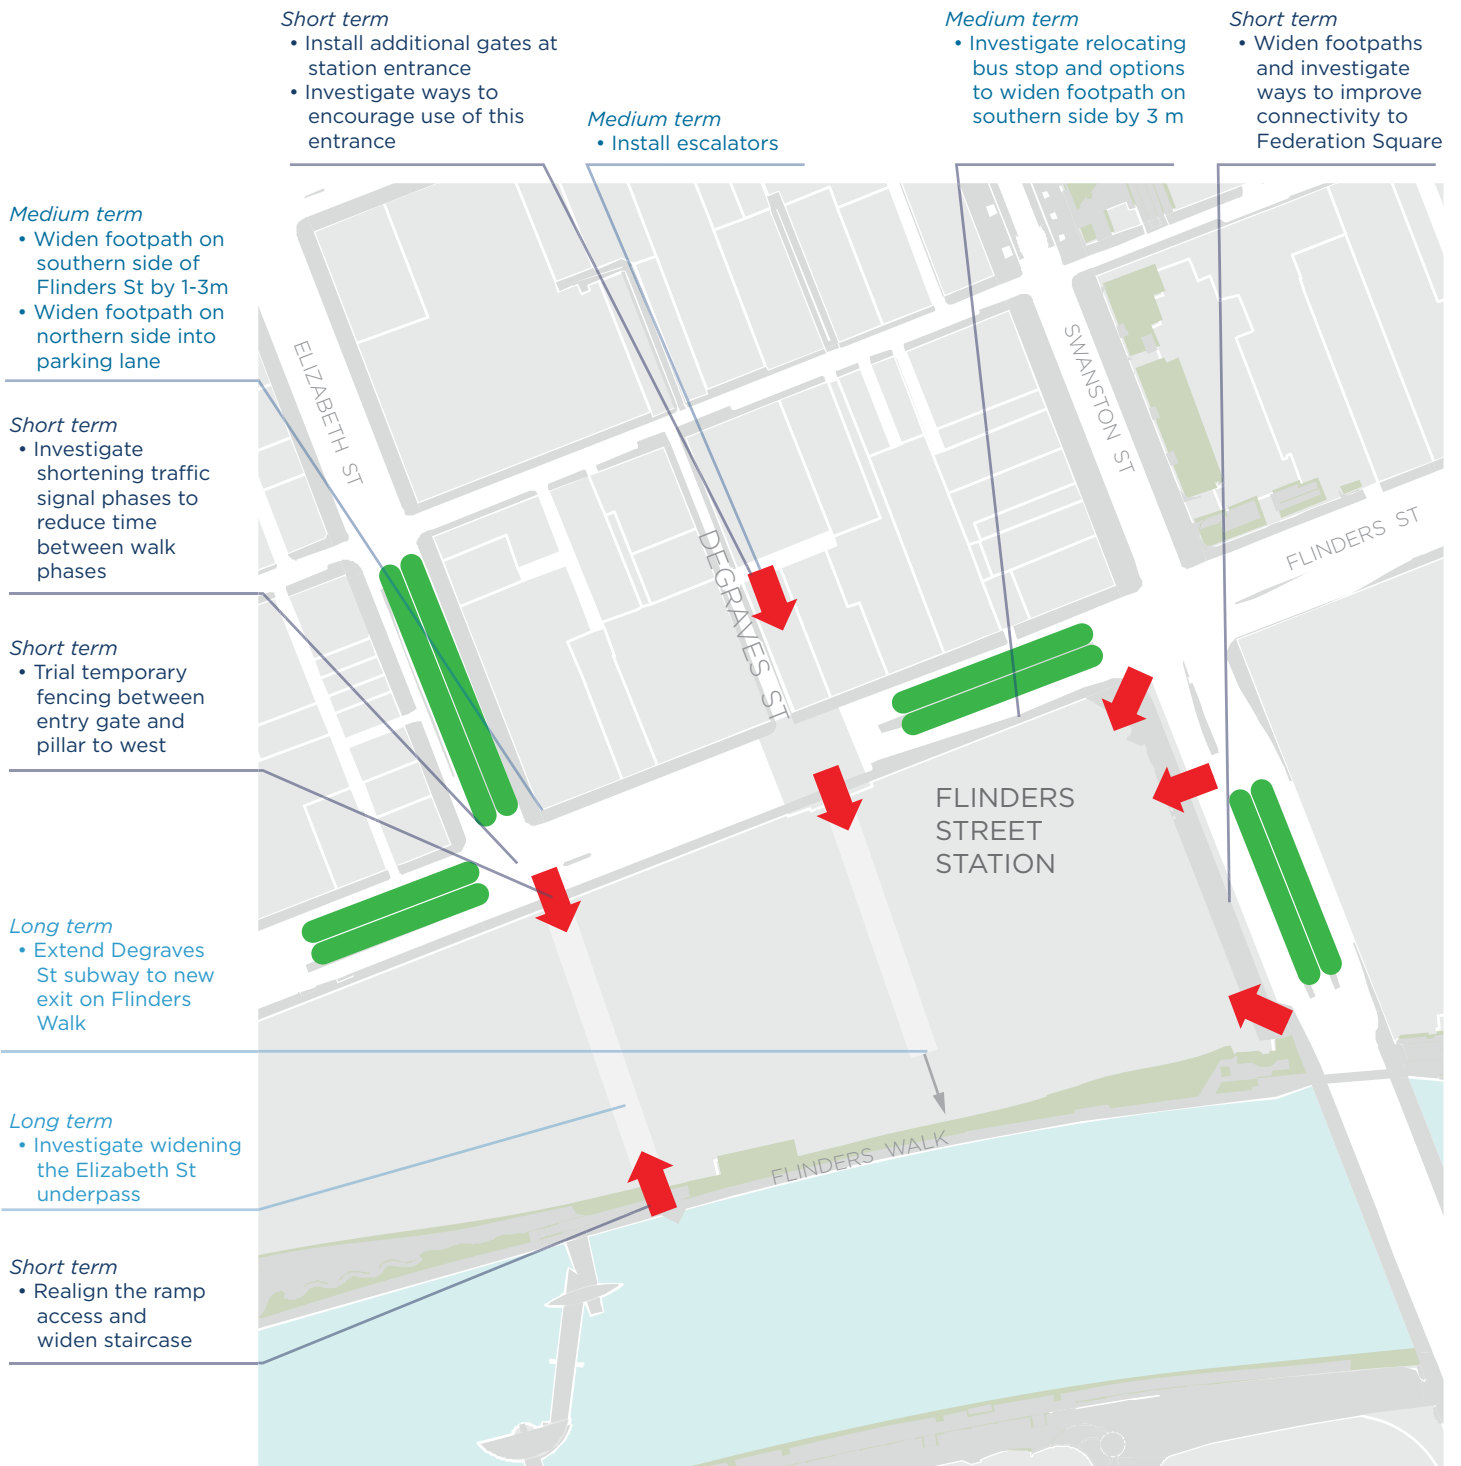 Short term
• Install additional gates at
station entrance
• Investigate ways to
encourage use of this
entrance
Medium term
• Install escalators
Medium term
• Investigate relocating
bus stop and options
to widen footpath on
southern side by 3 m
Short term
• Widen footpaths
and investigate
ways to improve
connectivity to
Federation Square
Medium term
• Widen footpath on
southern side of
Flinders St by 1-3m
• Widen footpath on
northern side into
parking lane
Short term
• Investigate
shortening traffic
signal phases to
reduce time
between walk
phases
Short term
• Trial temporary
fencing between
entry gate and
pillar to west
Long term
• Extend Degraves
St subway to new
exit on Flinders
Walk
Long term
• Investigate widening
the Elizabeth St
underpass
Short term
• Realign the ramp
access and
widen staircase
ELIZABETH ST
SWANSTON ST
FLINDERS ST
DEGRAVES ST
FLINDERS
STREET
STATION
FLINDERS WALK